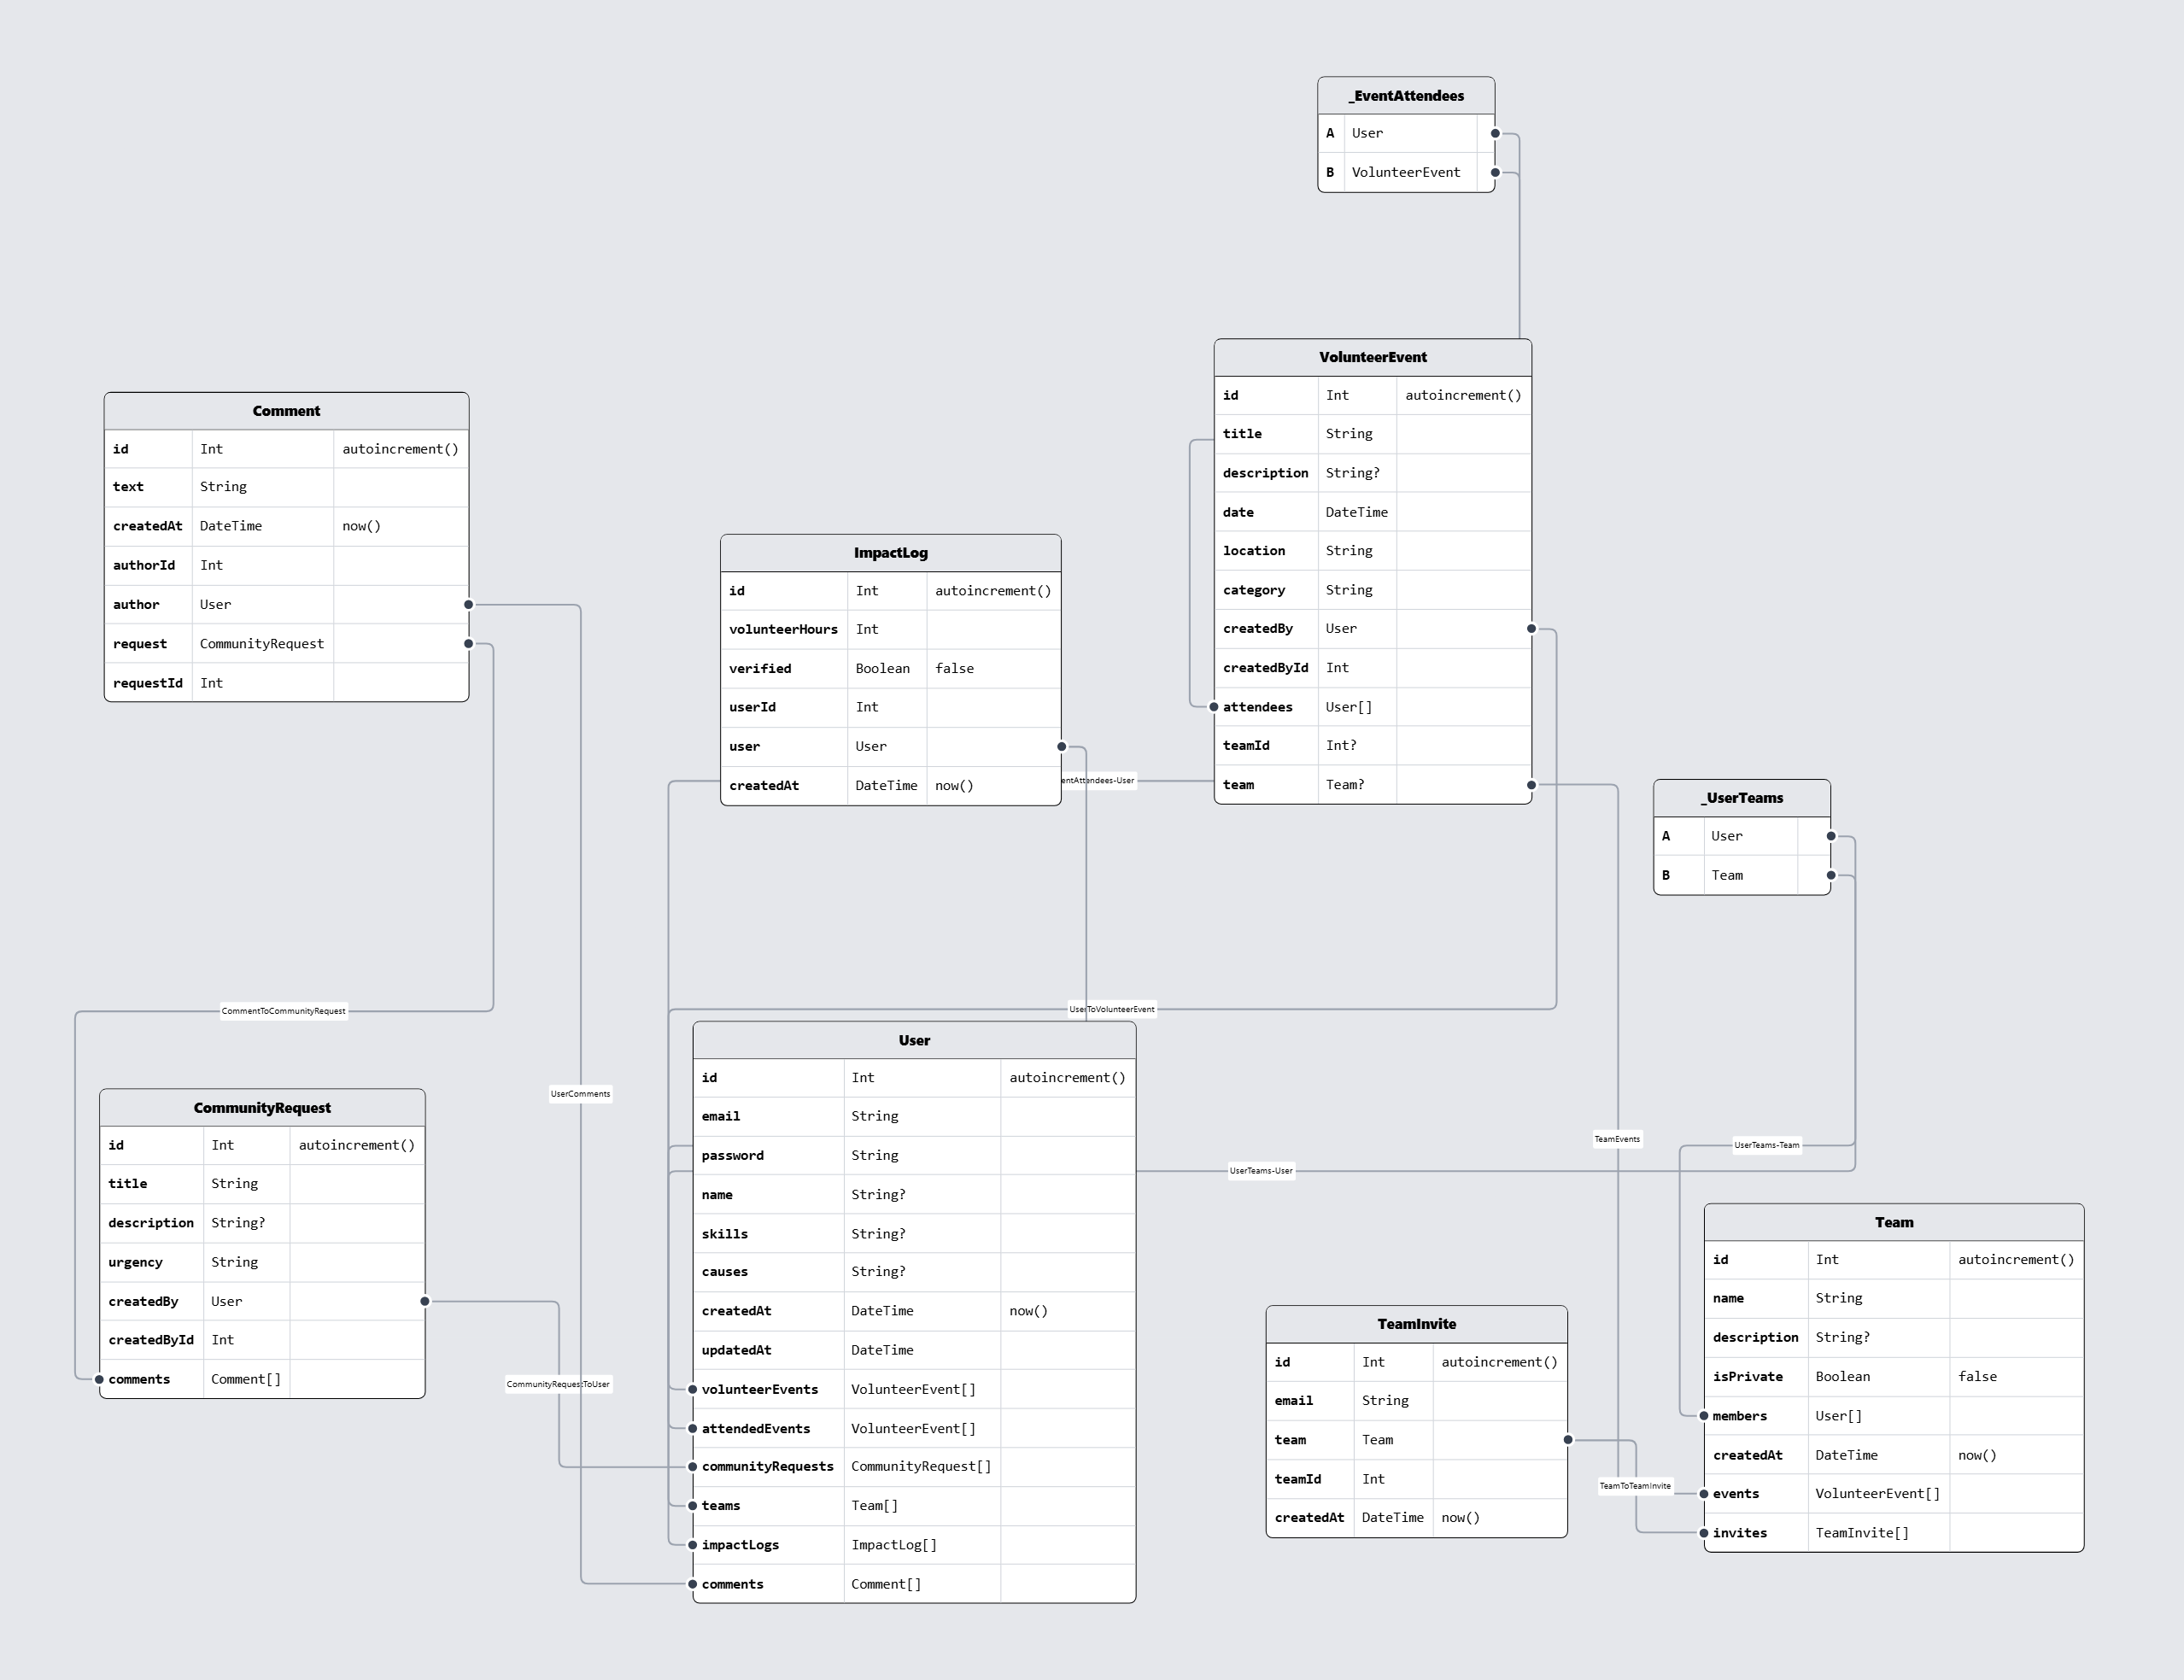 _EventAttendees
A User
B VolunteerEvent
VolunteerEvent
id Int autoincrement()
title String
description String?
date DateTime
location String
category String
createdBy User
createdById Int
attendees User[]
teamId Int?
team Team?
Comment
id Int autoincrement()
text String
createdAt DateTime now()
authorId Int
author User
request CommunityRequest
requestId Int
ImpactLog
id Int autoincrement()
volunteerHours Int
verified Boolean false
userId Int
user User
createdAt DateTime now()
entAttendees-User
_UserTeams
A User
B Team
CommentToCommunityRequest
UserToVolunteerEvent
UserComments
TeamEvents
UserTeams-Team
UserTeams-User
CommunityRequest
id Int autoincrement()
title String
description String?
urgency String
createdBy User
createdById Int
comments Comment[]
CommunityRequestToUser
User
id Int autoincrement()
email String
password String
name String?
skills String?
causes String?
createdAt DateTime now()
updatedAt DateTime
volunteerEvents VolunteerEvent[]
attendedEvents VolunteerEvent[]
communityRequests CommunityRequest[]
teams Team[]
impactLogs ImpactLog[]
comments Comment[]
TeamInvite
id Int autoincrement()
email String
team Team
teamId Int
createdAt DateTime now()
TeamToTeamInvite
Team
id Int autoincrement()
name String
description String?
isPrivate Boolean false
members User[]
createdAt DateTime now()
events VolunteerEvent[]
invites TeamInvite[]